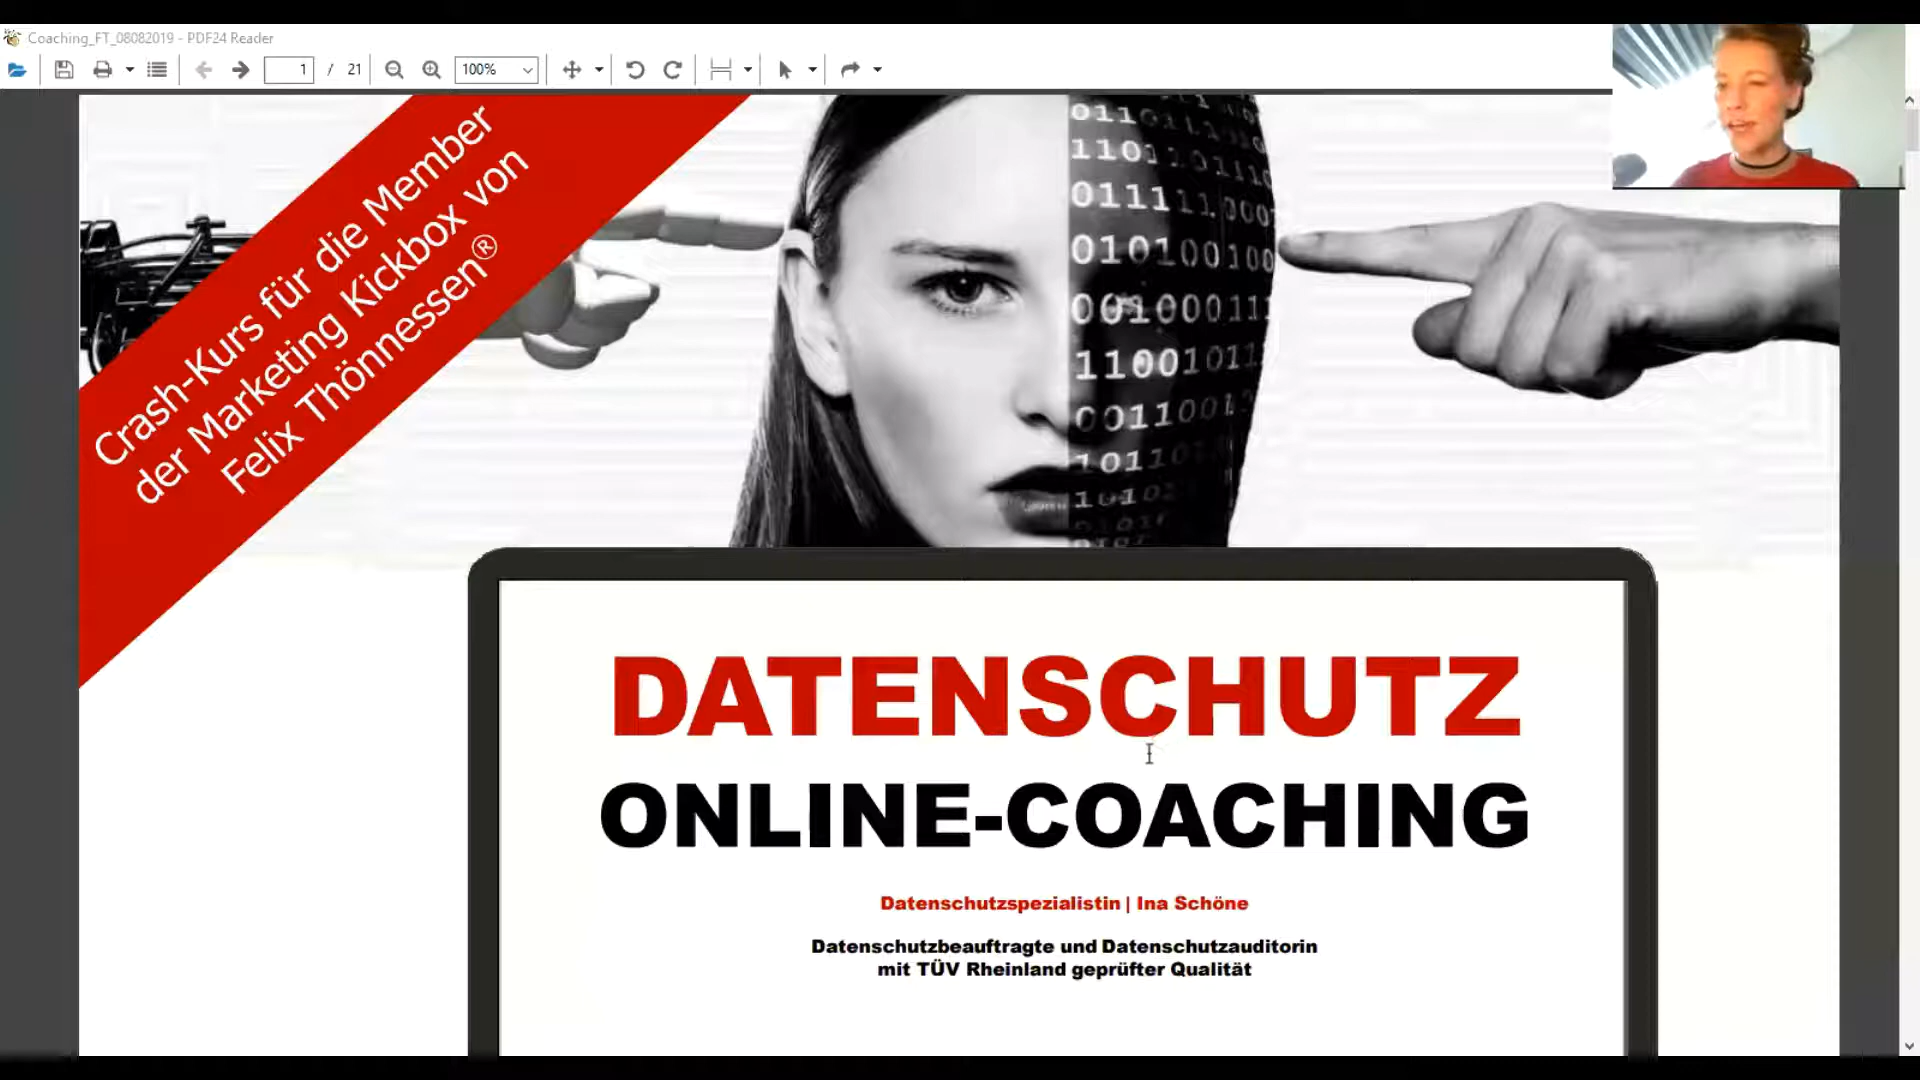 Coaching_FT_08082019 - PDF24 Reader
1 / 21
100%
Crash-Kurs für die Member
der Marketing Kickbox von
Felix Thönnessen®
DATENSCHUTZ
ONLINE-COACHING
Datenschutzspezialistin | Ina Schöne
Datenschutzbeauftragte und Datenschutzauditorin
mit TÜV Rheinland geprüfter Qualität